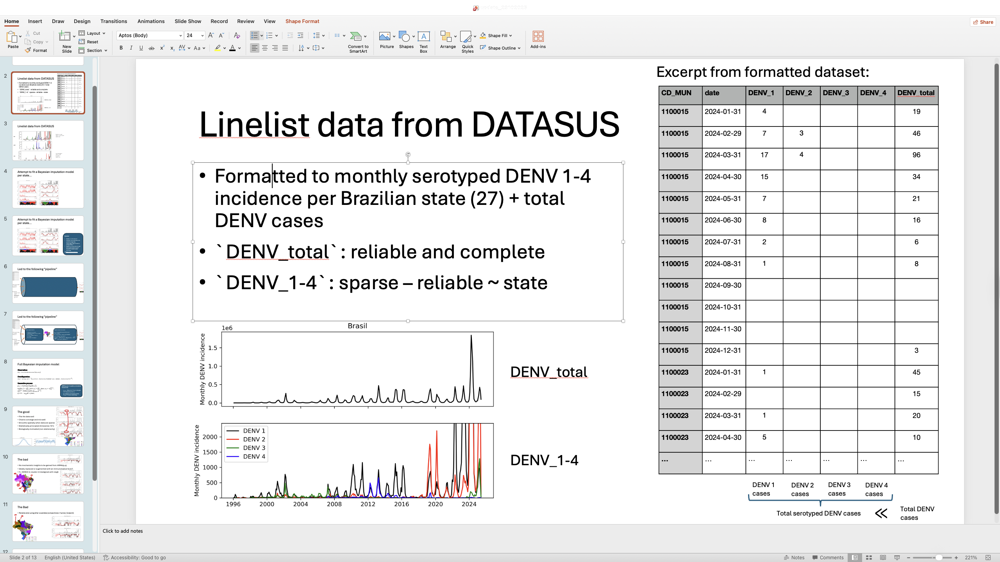 update_29102025
Home Insert Draw Design Transitions Animations Slide Show Record Review View Shape Format
Share
Paste
Cut
Copy
Format
New
Slide
Layout
Reset
Section
Aptos (Body) 24
Convert to
SmartArt
Picture
Shapes
Text
Box
Arrange
Quick
Styles
Shape Fill
Shape Outline
Add-ins
2
Linelist data from DATASUS
3
Linelist data from DATASUS
4
Attempt to fit a Bayesian imputation model
per state...
5
Attempt to fit a Bayesian imputation model
per state...
6
Led to the following "pipeline"
7
Led to the following "pipeline"
8
Full Bayesian imputation model
Observation:
Overdispersion:
Generative process:
9
The good
• Fits the data well
• Chains converge and mix well
• Smooths spatially when data are sparse
• Statistically principled (timeseries 101)
• Biologically motivated (non-stationarity)
10
The bad
• No mechanistic insights to be gained from ARMA(p,q)
• Ideally replaced or augmented with an immunological term?
• F.i. DENV3 in cluster 4 misaligned with neigh
11
The Bad
• Persists when using other covariates (compactness + human_footprint)
12
Linelist data from DATASUS
• Formatted to monthly serotyped DENV 1-4
incidence per Brazilian state (27) + total
DENV cases
• `DENV_total`: reliable and complete
• `DENV_1-4`: sparse – reliable ~ state
Brasil
1e6
Monthly DENV incidence
1.5
1.0
0.5
0.0
DENV_total
Monthly DENV incidence
2000
1500
1000
500
0
DENV 1
DENV 2
DENV 3
DENV 4
1996 2000 2004 2008 2012 2016 2020 2024
DENV_1-4
Excerpt from formatted dataset:
CD_MUN date DENV_1 DENV_2 DENV_3 DENV_4 DENV_total
1100015 2024-01-31 4 19
1100015 2024-02-29 7 3 46
1100015 2024-03-31 17 4 96
1100015 2024-04-30 15 34
1100015 2024-05-31 7 21
1100015 2024-06-30 8 16
1100015 2024-07-31 2 6
1100015 2024-08-31 1 8
1100015 2024-09-30
1100015 2024-10-31
1100015 2024-11-30
1100015 2024-12-31 3
1100023 2024-01-31 1 45
1100023 2024-02-29 15
1100023 2024-03-31 1 20
1100023 2024-04-30 5 10
... ... ... ... ... ... ...
DENV 1
cases
DENV 2
cases
DENV 3
cases
DENV 4
cases
Total serotyped DENV cases
≪
Total DENV
cases
Click to add notes
Slide 2 of 13 English (United States) Accessibility: Good to go Notes Comments 221%